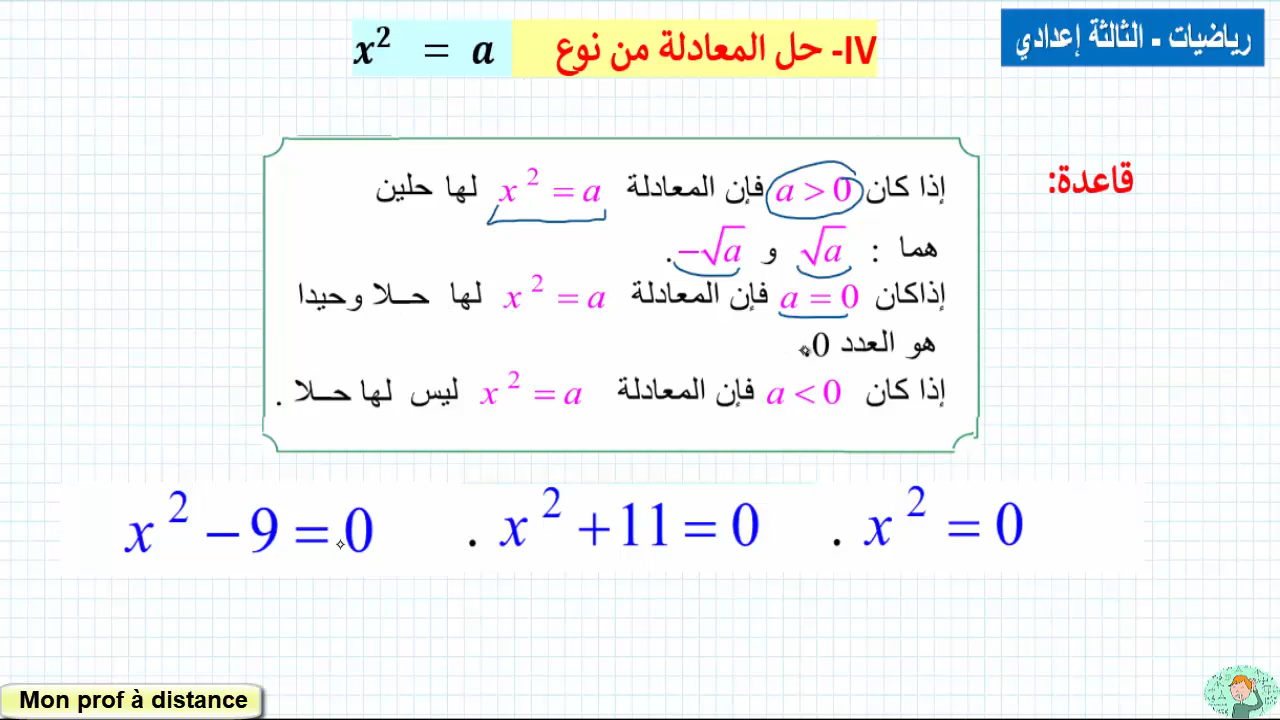 رياضيات - الثالثة إعدادي
IV- حل المعادلة من نوع x² = a
قاعدة:
إذا كان a > 0 فإن المعادلة x² = a لها حلين
هما : √a و -√a.
إذاكان a = 0 فإن المعادلة x² = a لها حـلا وحيدا
هو العدد 0.
إذا كان a < 0 فإن المعادلة x² = a ليس لها حـلا .
x² = 0 . x² + 11 = 0 . x² - 9 = 0
Mon prof à distance